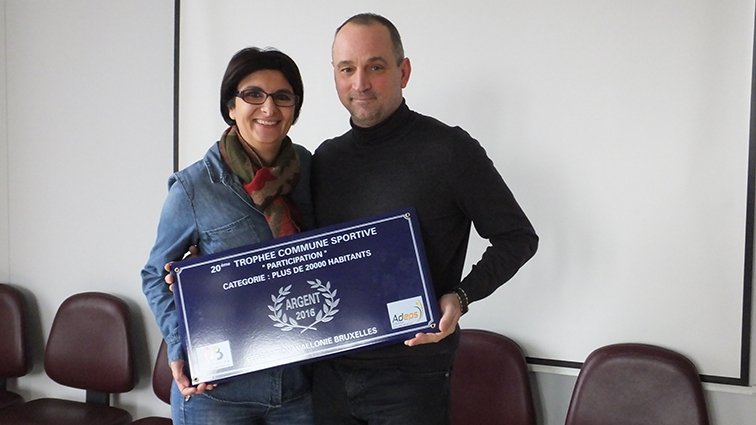 20ème TROPHEE COMMUNE SPORTIVE
" PARTICIPATION "
CATEGORIE : PLUS DE 20000 HABITANTS
ARGENT
2016
WALLONIE BRUXELLES
Adeps